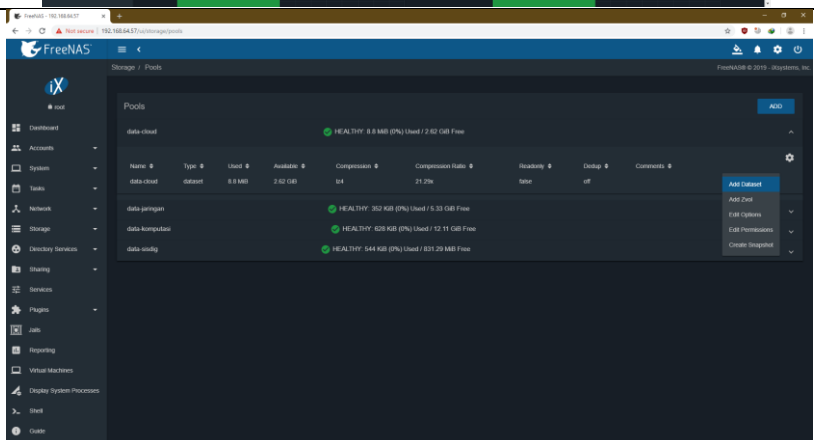 FreeNAS - 192.168.64.57
Not secure 192.168.64.57/ui/storage/pools
FreeNAS
Storage / Pools
FreeNAS® © 2019 - iXsystems, Inc.
iX
root
Pools
ADD
data-cloud HEALTHY: 8.8 MiB (0%) Used / 2.62 GiB Free
Name Type Used Available Compression Compression Ratio Readonly Dedup Comments
data-cloud dataset 8.8 MiB 2.62 GiB lz4 21.29x false off
Add Dataset
Add Zvol
Edit Options
Edit Permissions
Create Snapshot
data-jaringan HEALTHY: 352 KiB (0%) Used / 5.33 GiB Free
data-komputasi HEALTHY: 628 KiB (0%) Used / 12.11 GiB Free
data-sisdig HEALTHY: 544 KiB (0%) Used / 831.29 MiB Free
Dashboard
Accounts
System
Tasks
Network
Storage
Directory Services
Sharing
Services
Plugins
Jails
Reporting
Virtual Machines
Display System Processes
Shell
Guide